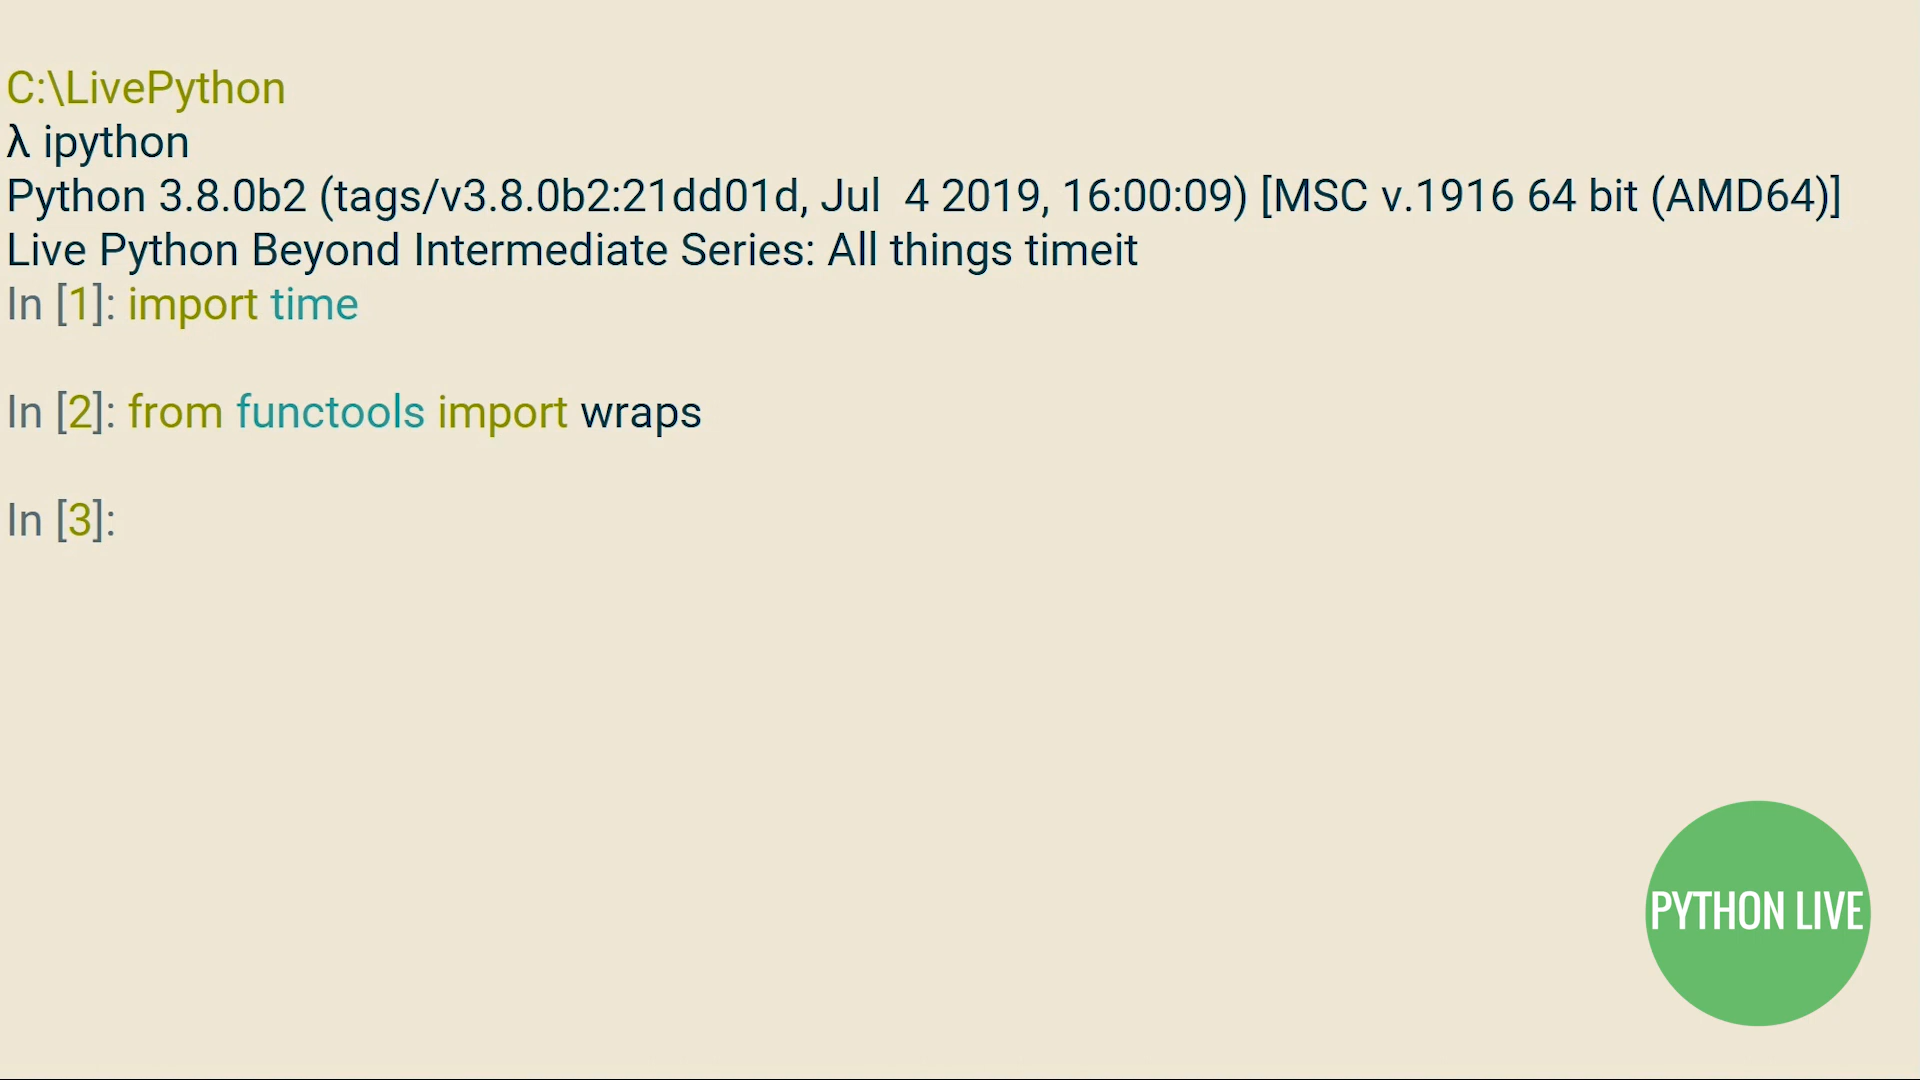 C:\LivePython
λ ipython
Python 3.8.0b2 (tags/v3.8.0b2:21dd01d, Jul  4 2019, 16:00:09) [MSC v.1916 64 bit (AMD64)]
Live Python Beyond Intermediate Series: All things timeit
In [1]: import time
In [2]: from functools import wraps
In [3]:
PYTHON LIVE